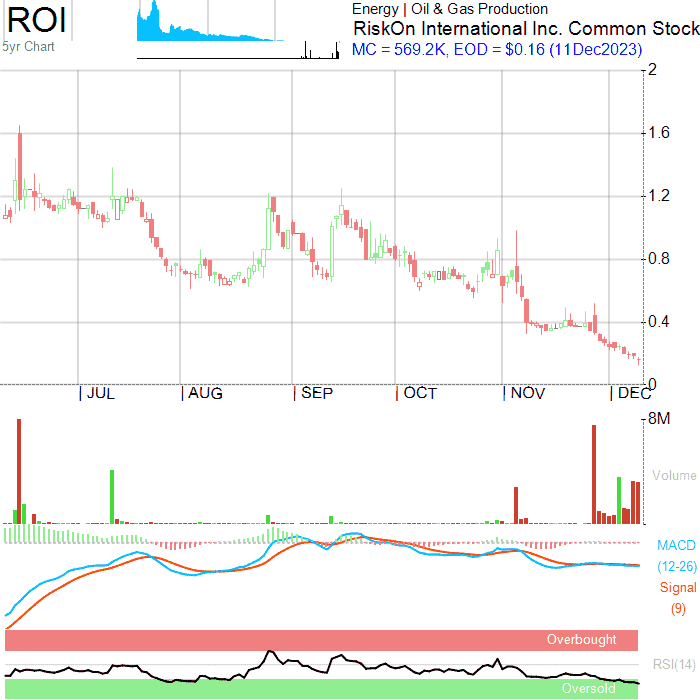 ROI
5yr Chart
Energy | Oil & Gas Production
RiskOn International Inc. Common Stock
MC = 569.2K, EOD = $0.16 (11Dec2023)
2
1.6
1.2
0.8
0.4
0
JUL AUG SEP OCT NOV DEC
8M
Volume
MACD
(12-26)
Signal
(9)
Overbought
RSI(14)
Oversold